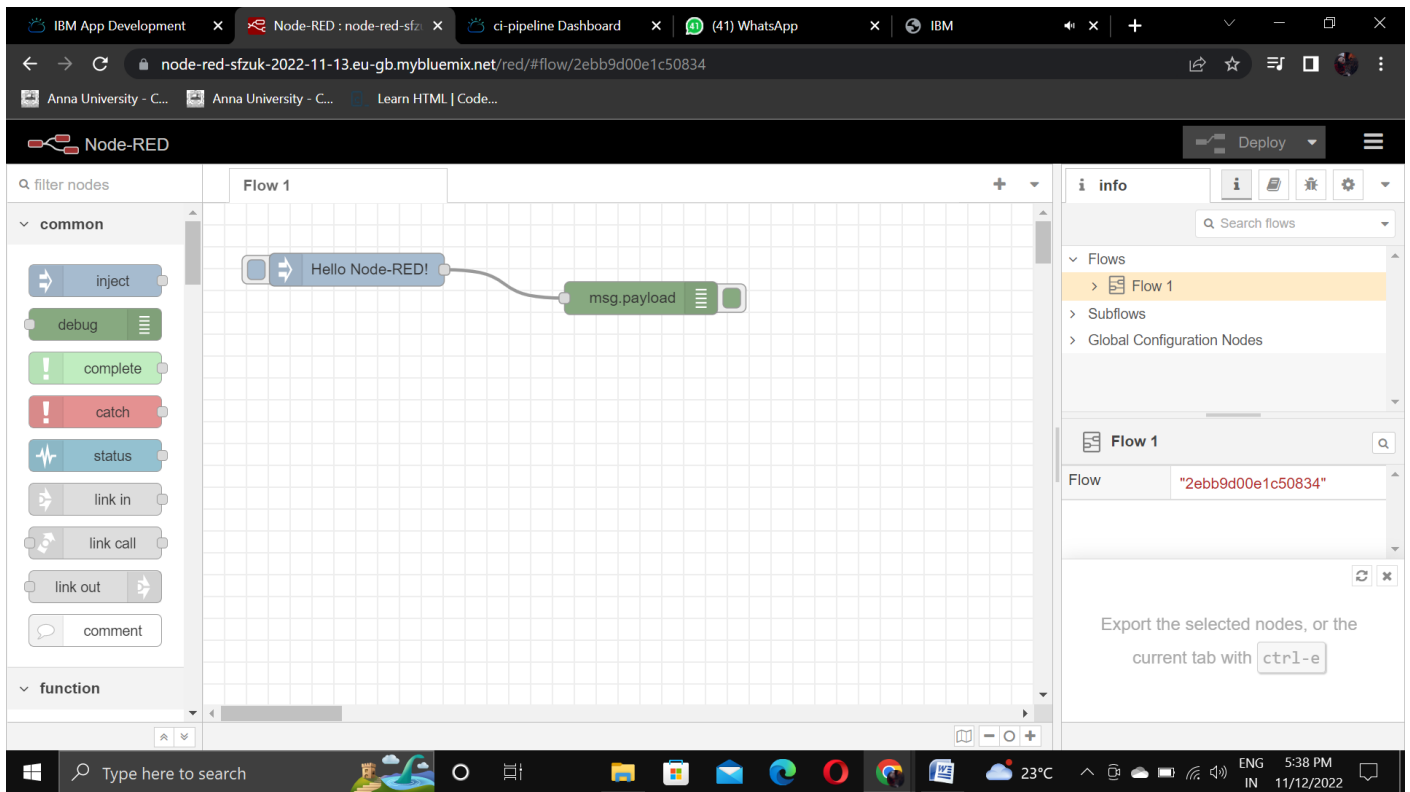 IBM App Development
Node-RED : node-red-sfzu
ci-pipeline Dashboard
(41) WhatsApp
IBM
node-red-sfzuk-2022-11-13.eu-gb.mybluemix.net/red/#flow/2ebb9d00e1c50834
Anna University - C...
Anna University - C...
Learn HTML | Code...
Node-RED
Deploy
filter nodes
Flow 1
i info
i
Search flows
common
inject
debug
complete
catch
status
link in
link call
link out
comment
function
Hello Node-RED!
msg.payload
Flows
Flow 1
Subflows
Global Configuration Nodes
Flow 1
Flow "2ebb9d00e1c50834"
Export the selected nodes, or the
current tab with ctrl-e
Type here to search
23°C
ENG
IN
5:38 PM
11/12/2022